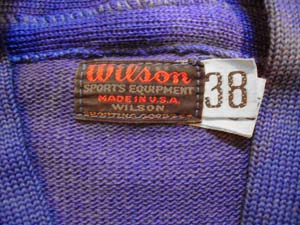 Wilson
SPORTS EQUIPMENT
MADE IN U.S.A.
WILSON
38